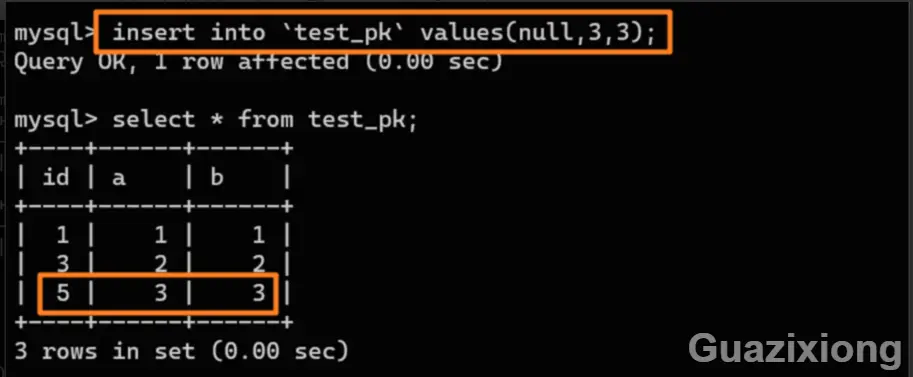 mysql> insert into `test_pk` values(null,3,3);
Query OK, 1 row affected (0.00 sec)
mysql> select * from test_pk;
+----+------+------+
| id | a    | b    |
+----+------+------+
|  1 |    1 |    1 |
|  3 |    2 |    2 |
|  5 |    3 |    3 |
+----+------+------+
3 rows in set (0.00 sec)
Guazixiong